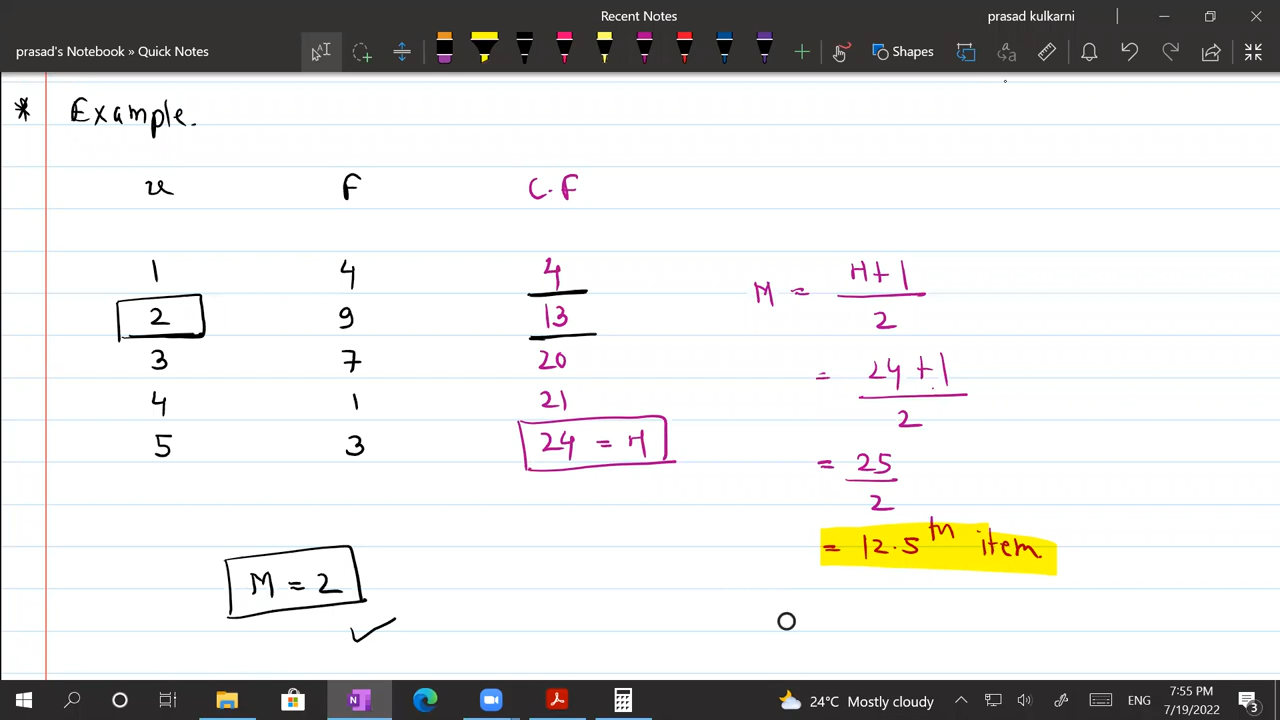 Recent Notes
prasad kulkarni
prasad's Notebook » Quick Notes
Shapes
* Example.
x F C.F
1 4 4
2 9 13
3 7 20
4 1 21
5 3 24 = N
M = N+1
2
= 24+1
2
= 25
2
= 12.5th item
M = 2
24°C Mostly cloudy
ENG
7:55 PM
7/19/2022
3